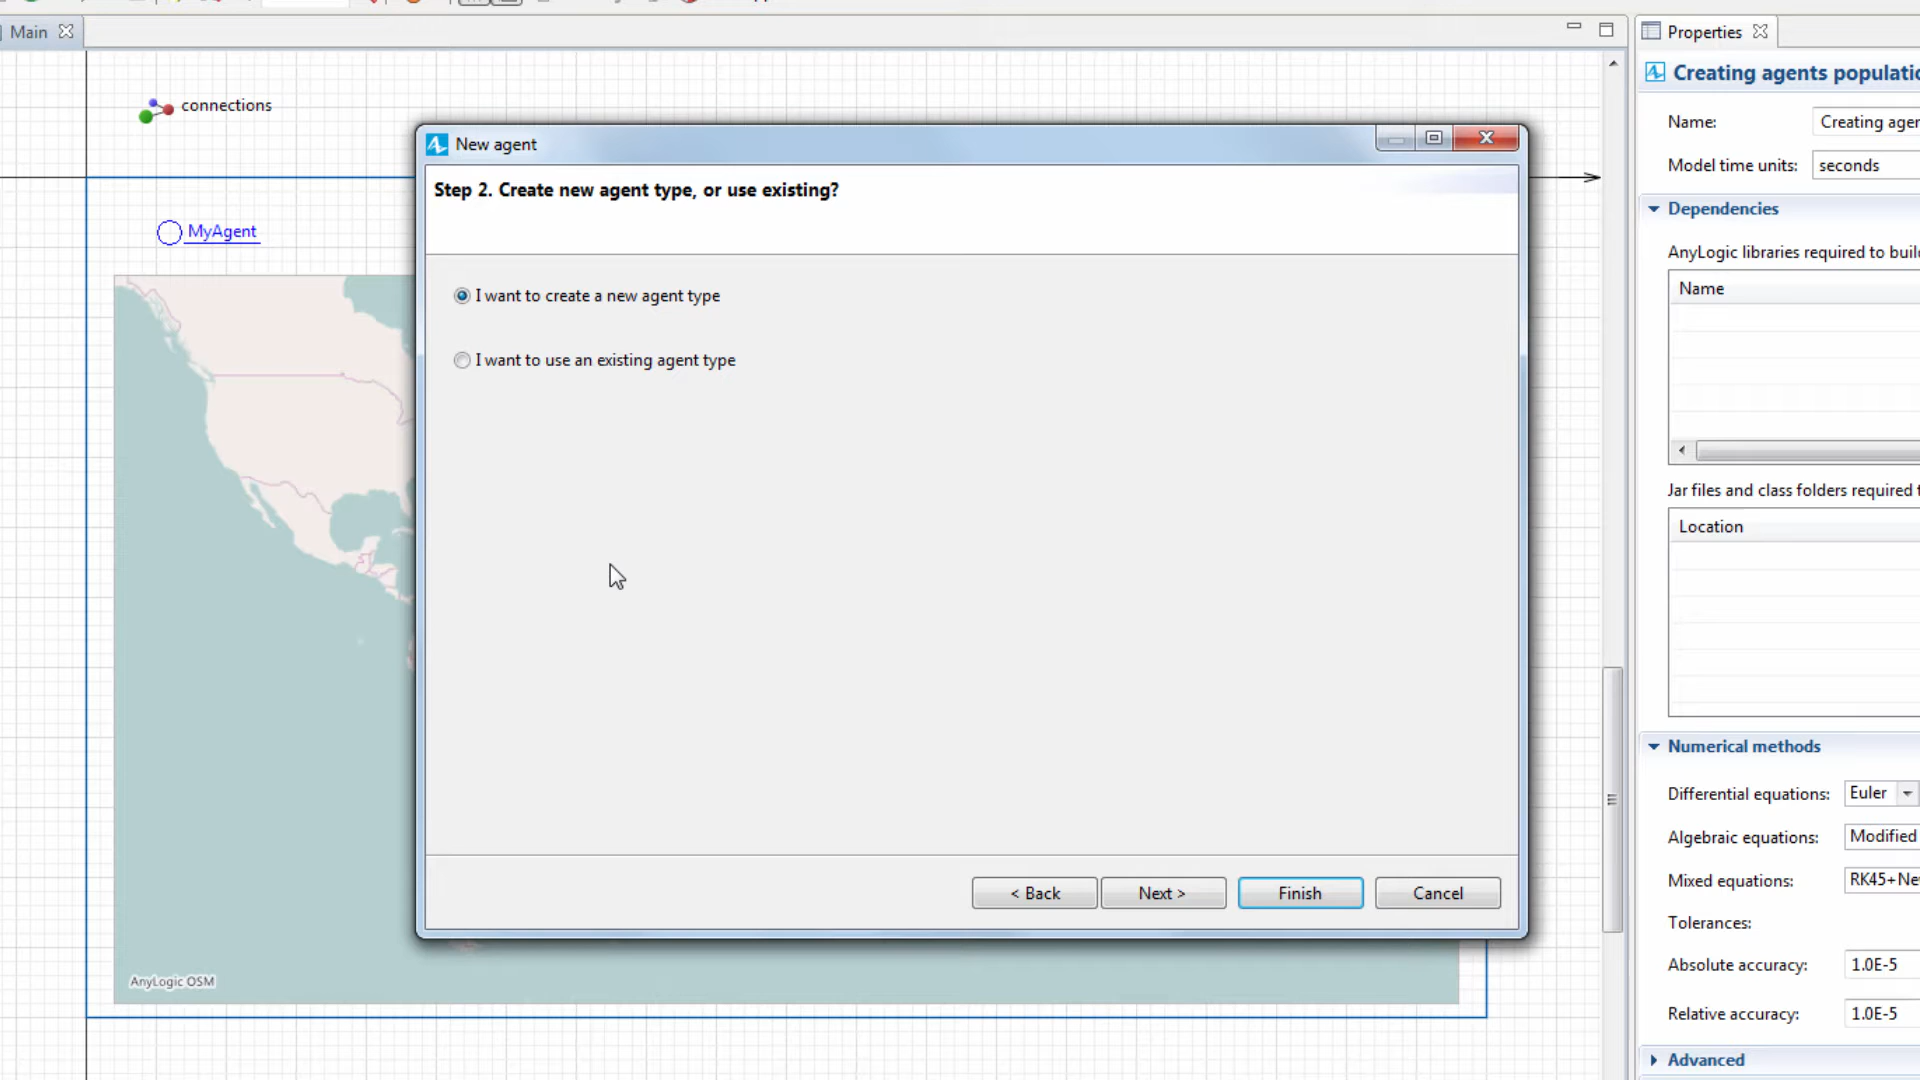 Main
Properties
connections
Creating agents populatio
New agent
Name:
Creating ager
Model time units:
seconds
Step 2. Create new agent type, or use existing?
Dependencies
MyAgent
AnyLogic libraries required to build
Name
I want to create a new agent type
I want to use an existing agent type
Jar files and class folders required t
Location
Numerical methods
Differential equations:
Euler
Algebraic equations:
Modified
Mixed equations:
RK45+Ne
< Back
Next >
Finish
Cancel
Tolerances:
Absolute accuracy:
1.0E-5
AnyLogic OSM
Relative accuracy:
1.0E-5
Advanced